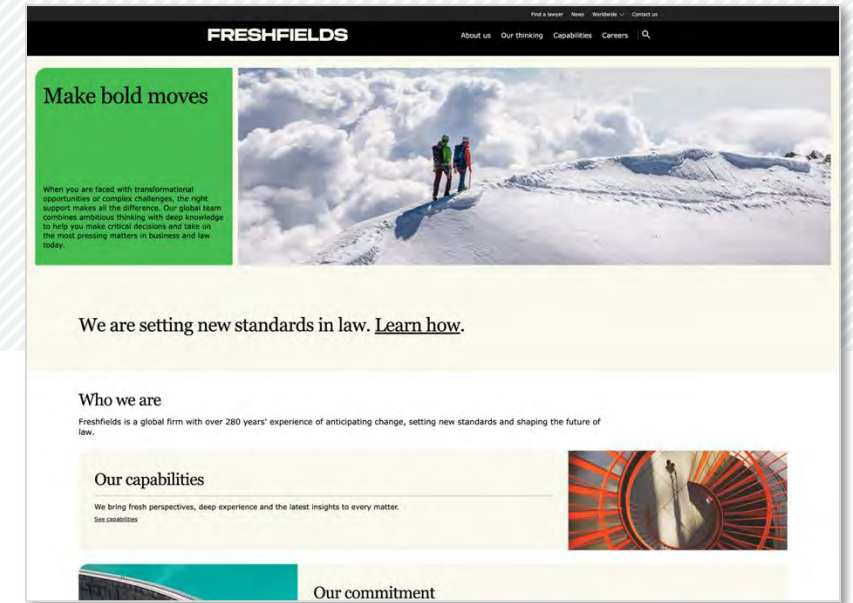 Find a lawyer News Worldwide Contact us
FRESHFIELDS
About us Our thinking Capabilities Careers
Make bold moves
When you are faced with transformational
opportunities or complex challenges, the right
support makes all the difference. Our global team
combines ambitious thinking with deep knowledge
to help you make critical decisions and take on
the most pressing matters in business and law
today.
We are setting new standards in law. Learn how.
Who we are
Freshfields is a global firm with over 280 years' experience of anticipating change, setting new standards and shaping the future of
law.
Our capabilities
We bring fresh perspectives, deep experience and the latest insights to every matter.
See capabilities
Our commitment